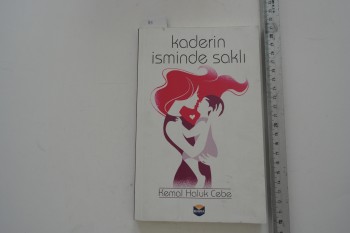 kaderin
isminde saklı
Kemal Haluk Cebe